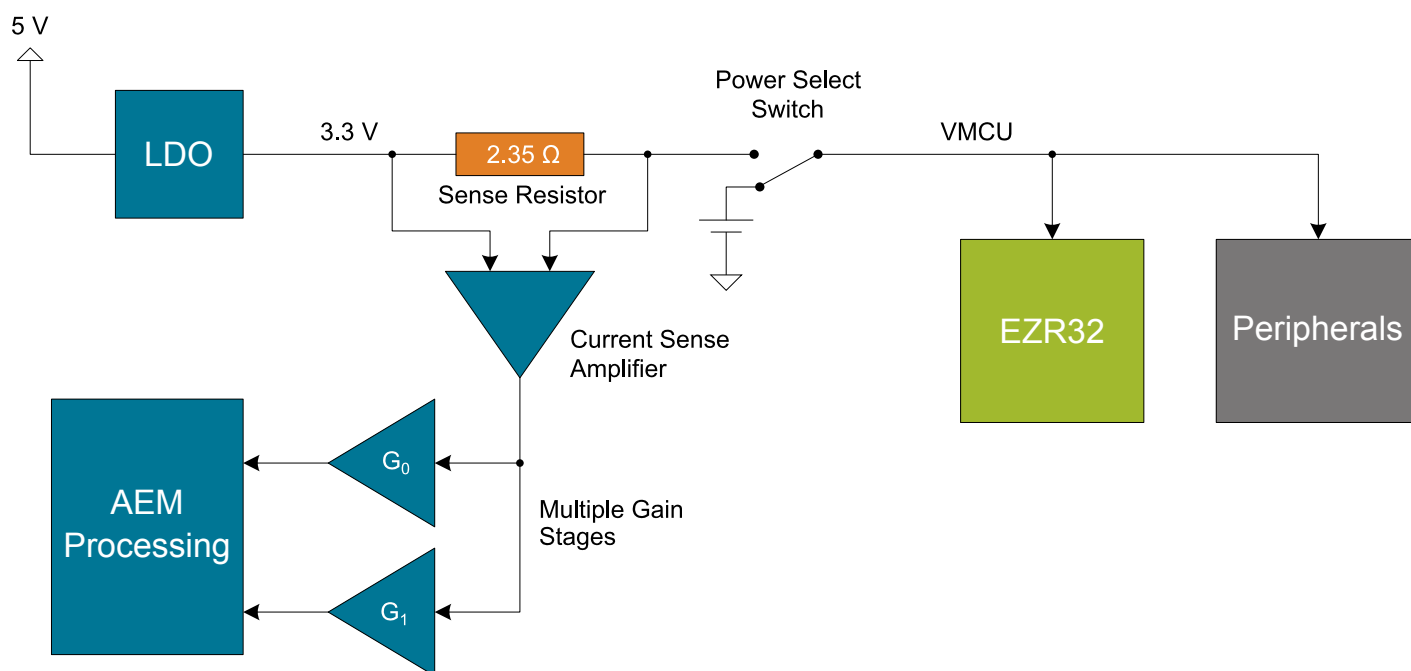 5 V
Power Select
Switch
LDO
3.3 V
2.35 Ω
VMCU
Sense Resistor
EZR32
Peripherals
Current Sense
Amplifier
AEM
Processing
G₀
Multiple Gain
Stages
G₁